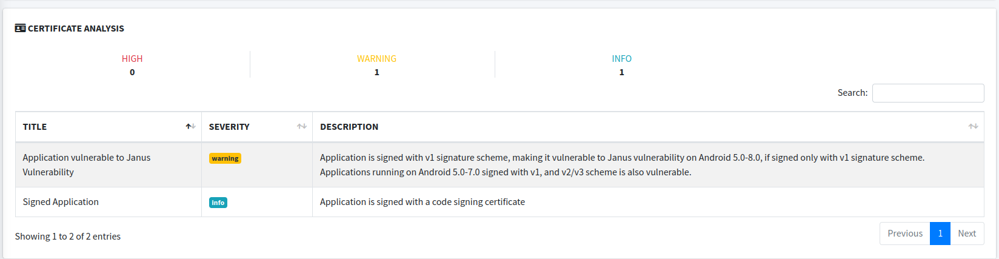 CERTIFICATE ANALYSIS
HIGH
0
WARNING
1
INFO
1
Search:
TITLE
SEVERITY
DESCRIPTION
Application vulnerable to Janus
Vulnerability
warning
Application is signed with v1 signature scheme, making it vulnerable to Janus vulnerability on Android 5.0-8.0, if signed only with v1 signature scheme.
Applications running on Android 5.0-7.0 signed with v1, and v2/v3 scheme is also vulnerable.
Signed Application
info
Application is signed with a code signing certificate
Showing 1 to 2 of 2 entries
Previous
1
Next